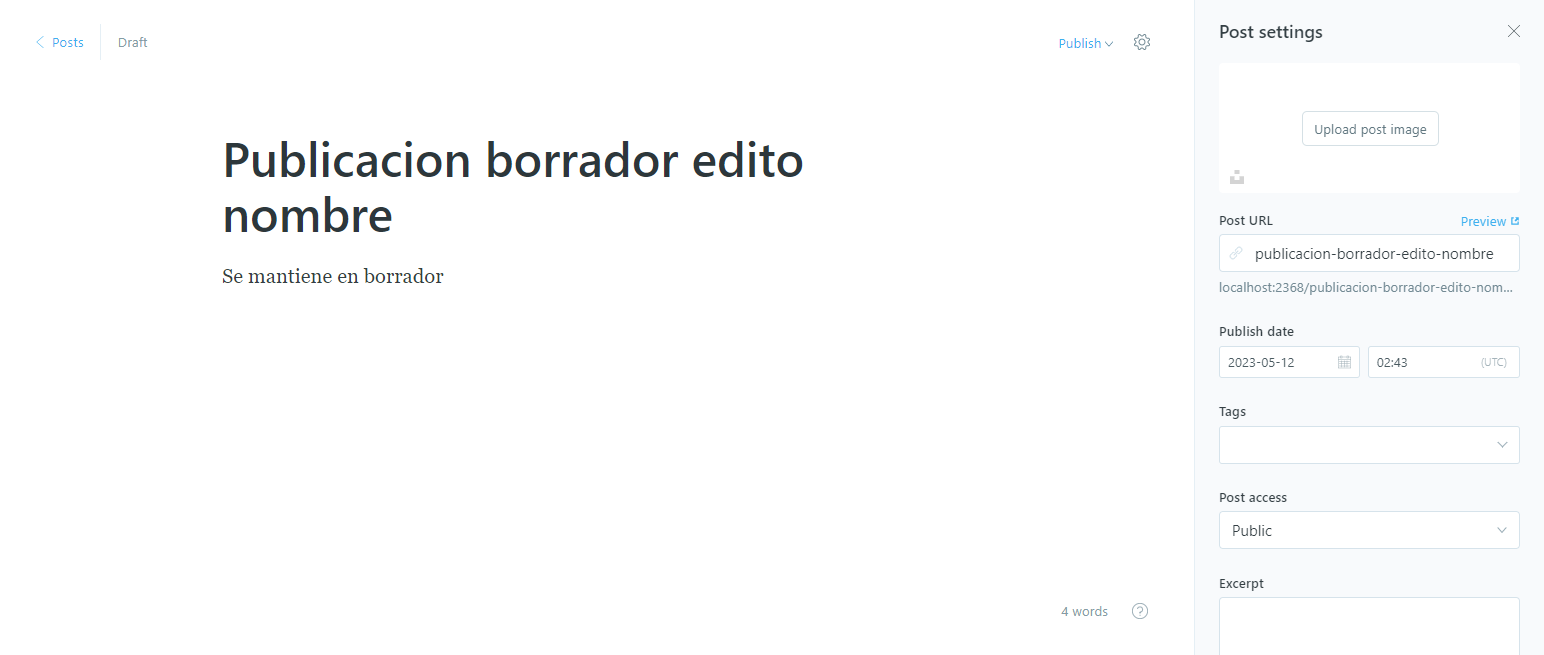 Posts
Draft
Publish
Publicacion borrador edito
nombre
Se mantiene en borrador
4 words
?
Post settings
Upload post image
Post URL
Preview
publicacion-borrador-edito-nombre
localhost:2368/publicacion-borrador-edito-nom...
Publish date
2023-05-12
02:43
(UTC)
Tags
Post access
Public
Excerpt